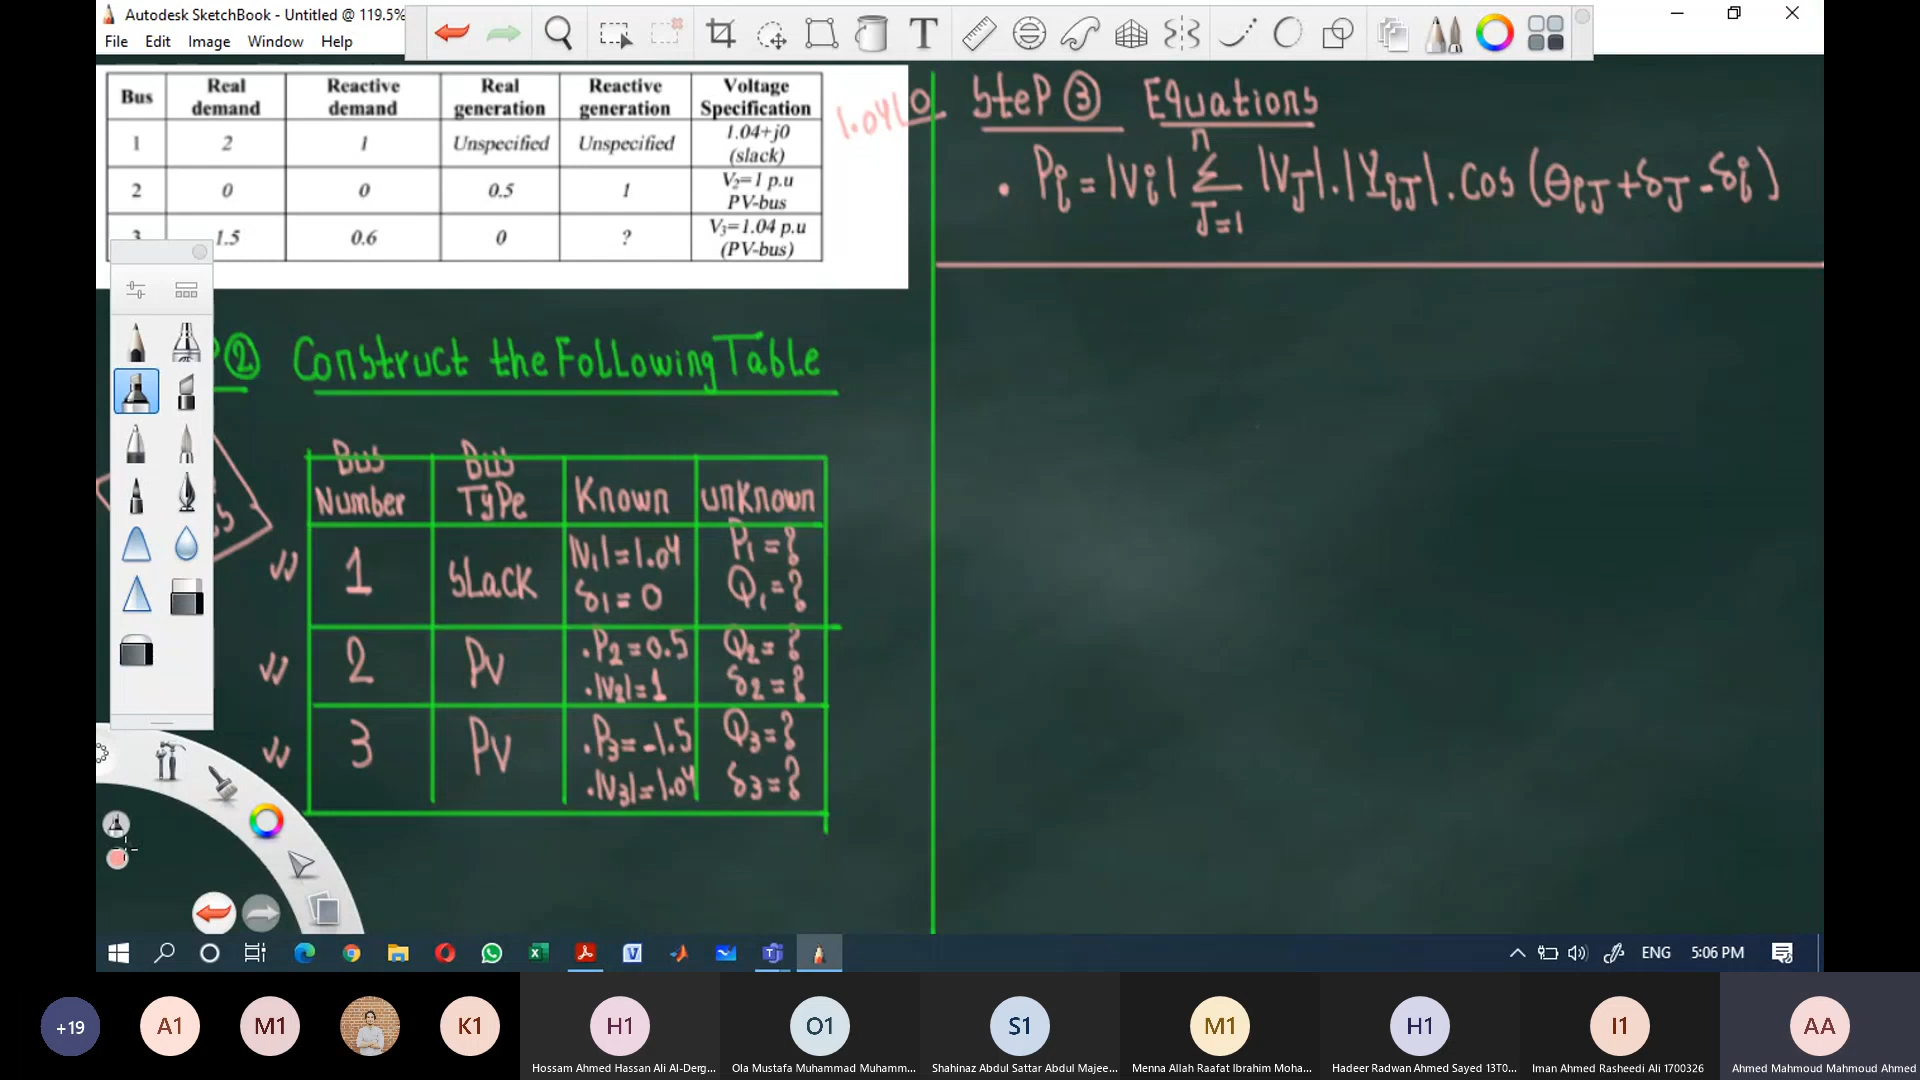 Autodesk SketchBook - Untitled @ 119.5%
File Edit Image Window Help
Bus Real demand Reactive demand Real generation Reactive generation Voltage Specification
1 2 1 Unspecified Unspecified 1.04+j0 (slack)
2 0 0 0.5 1 V2=1 p.u PV-bus
3 1.5 0.6 0 ? V3=1.04 p.u (PV-bus)
1.04∠0
② Construct the Following Table
Bus Number Bus Type Known unknown
1 Slack |V1|=1.04 δ1=0 P1=? Q1=?
2 PV .P2=0.5 .|V2|=1 Q2=? δ2=?
3 PV .P3=-1.5 .|V3|=1.04 Q3=? δ3=?
Step ③ Equations
• Pi = |Vi| n Σ J=1 |VJ|.|YiJ|.cos(θiJ+δJ-δi)
ENG 5:06 PM
+19 A1 M1 K1 H1 O1 S1 M1 H1 I1 AA
Hossam Ahmed Hassan Ali Al-Derg...
Ola Mustafa Muhammad Muhamm...
Shahinaz Abdul Sattar Abdul Majee...
Menna Allah Raafat Ibrahim Moha...
Hadeer Radwan Ahmed Sayed 13T0...
Iman Ahmed Rasheedi Ali 1700326
Ahmed Mahmoud Mahmoud Ahmed